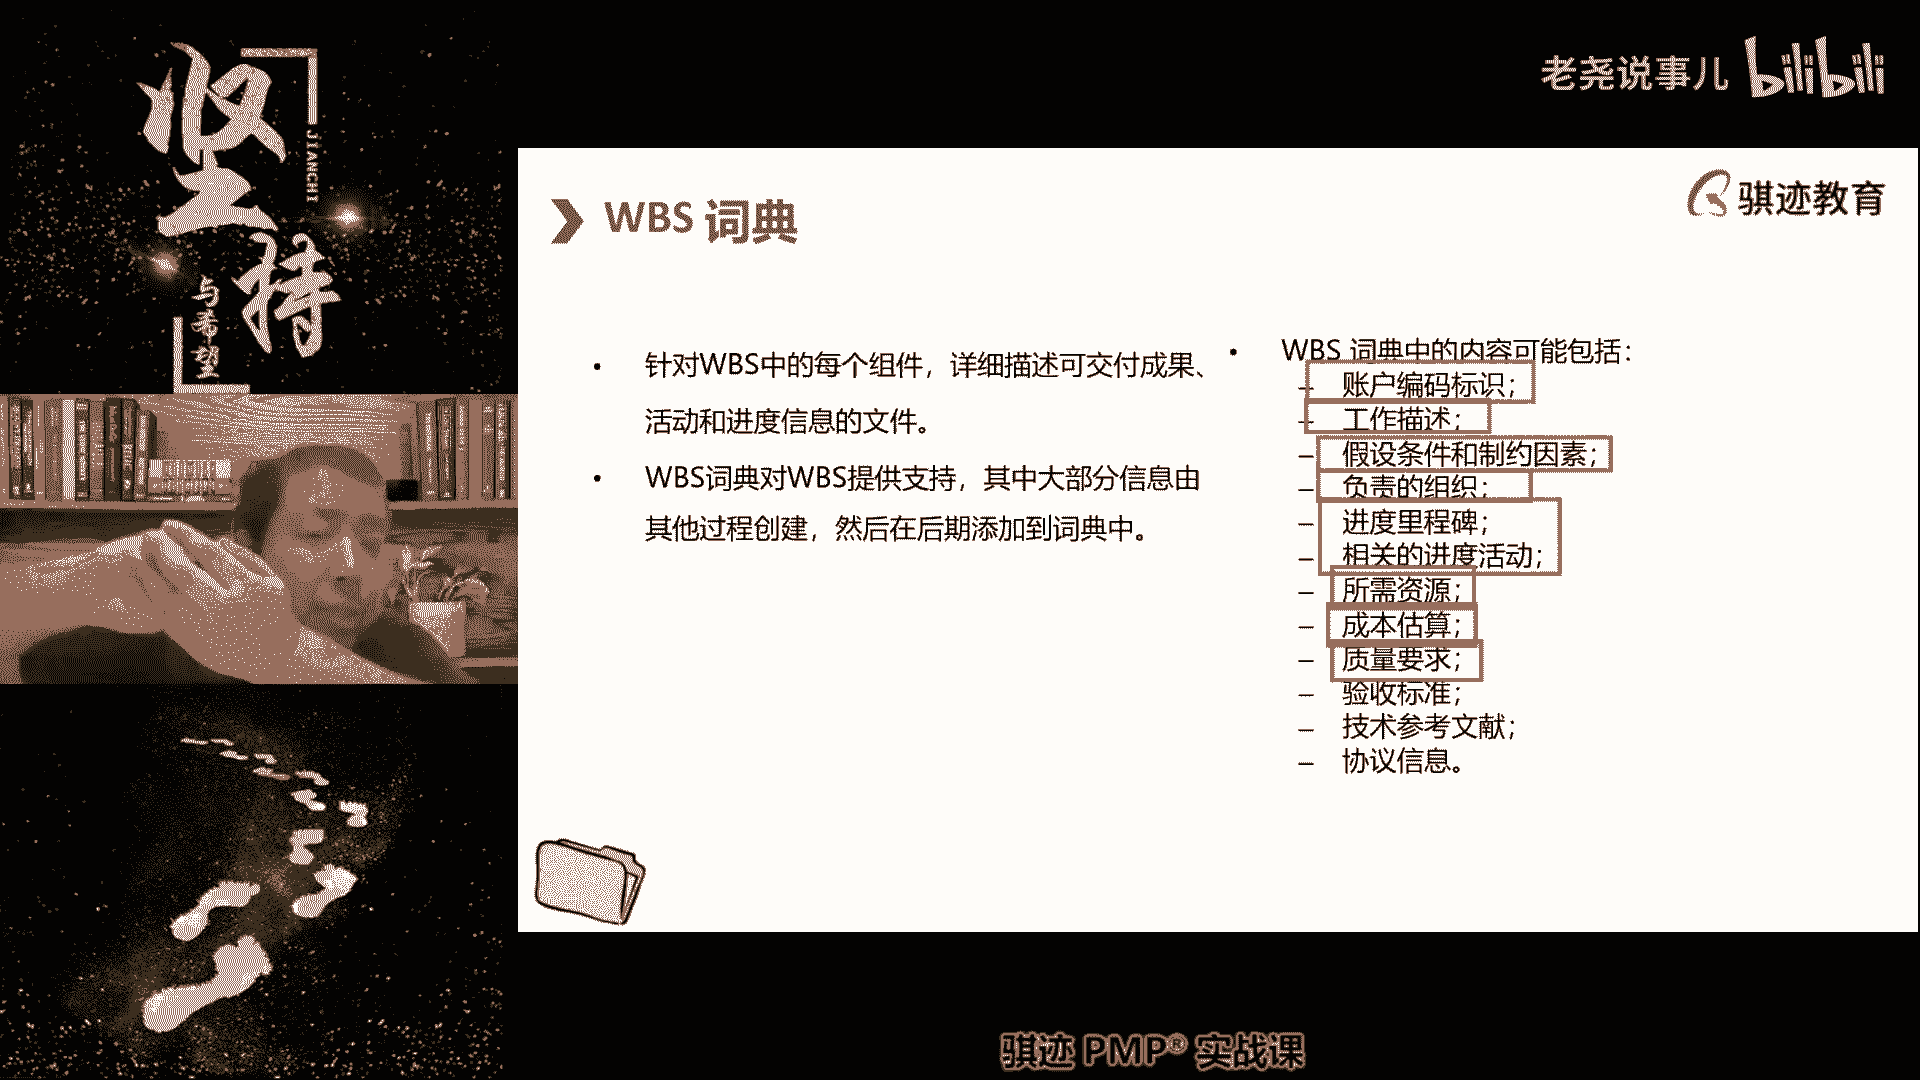 坚持
JIANCHI
与希望
老尧说事儿 bilibili
骐迹教育
WBS 词典
• 针对WBS中的每个组件，详细描述可交付成果、
活动和进度信息的文件。
• WBS词典对WBS提供支持，其中大部分信息由
其他过程创建，然后在后期添加到词典中。
• WBS 词典中的内容可能包括：
– 账户编码标识；
– 工作描述；
– 假设条件和制约因素；
– 负责的组织；
– 进度里程碑；
– 相关的进度活动；
– 所需资源；
– 成本估算；
– 质量要求；
– 验收标准；
– 技术参考文献；
– 协议信息。
骐迹 PMP® 实战课